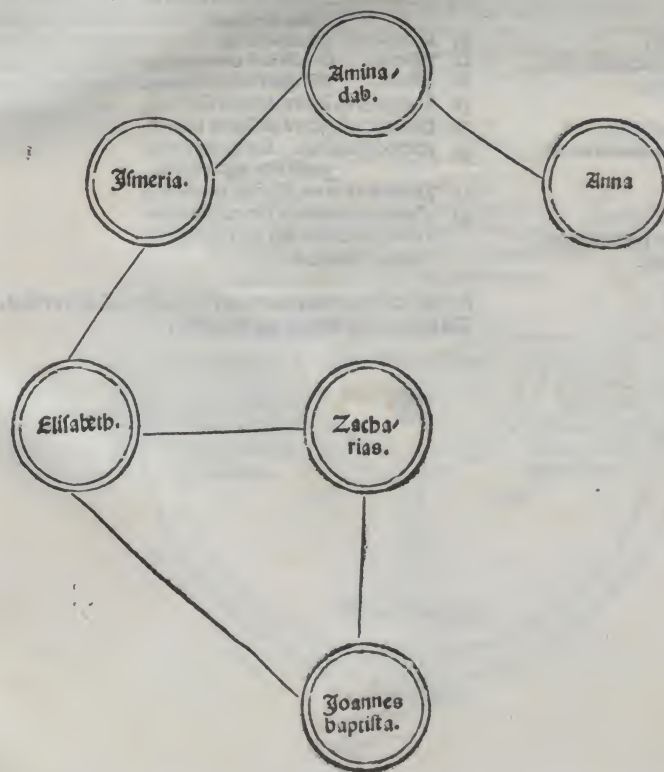 Amina⸗
dab.
Iſmeria.
Anna
Eliſabeth.
Zacha⸗
rias.
Joannes
baptiſta.